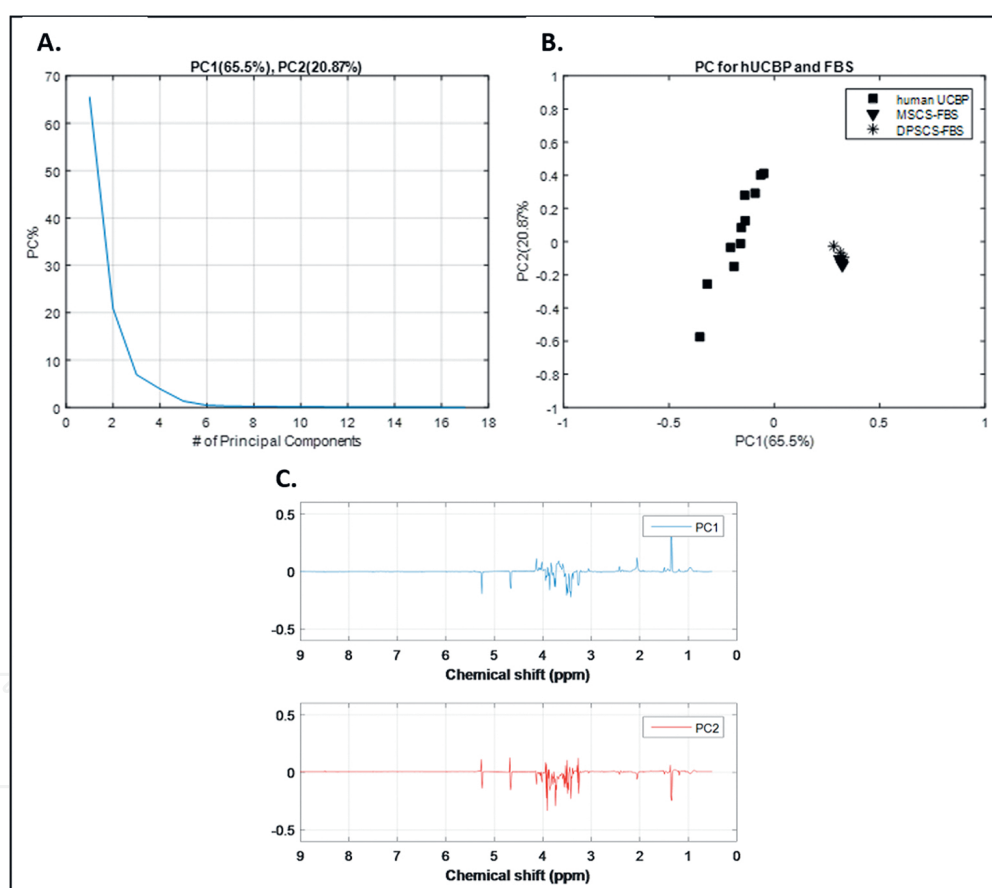 A.
PC1(65.5%), PC2(20.87%)
70
60
50
40
30
20
10
0
PC%
0 2 4 6 8 10 12 14 16 18
# of Principal Components
B.
PC for hUCBP and FBS
human UCBP
MSCS-FBS
DPSCS-FBS
1
0.8
0.6
0.4
0.2
0
-0.2
-0.4
-0.6
-0.8
-1
PC2(20.87%
-1 -0.5 0 0.5 1
PC1(65.5%)
C.
PC1
0.5
0
-0.5
9 8 7 6 5 4 3 2 1 0
Chemical shift (ppm)
PC2
0.5
0
-0.5
9 8 7 6 5 4 3 2 1 0
Chemical shift (ppm)